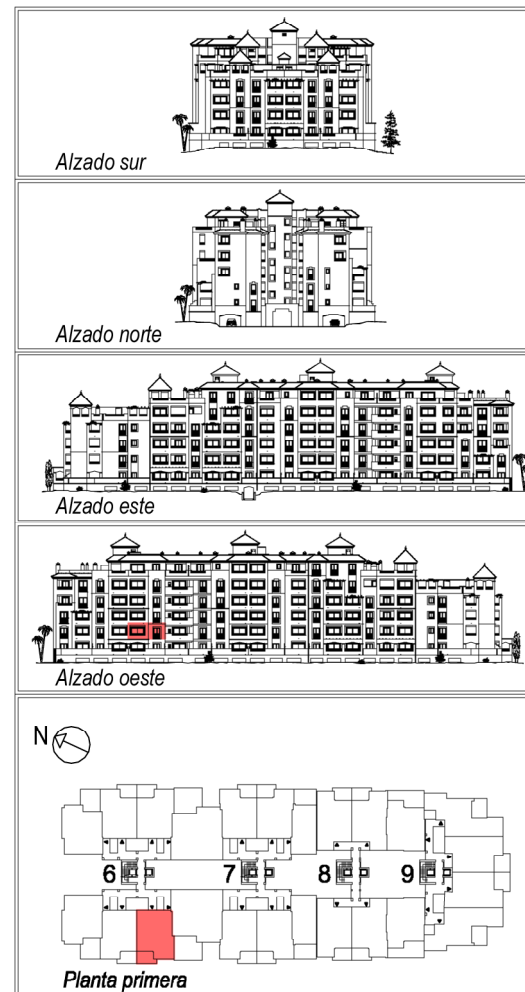 Alzado sur
Alzado norte
Alzado este
Alzado oeste
N
6 7 8 9
Planta primera